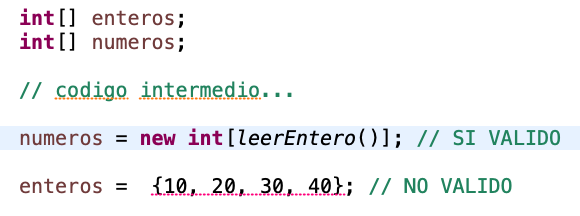 int[] enteros;
int[] numeros;
// codigo intermedio...
numeros = new int[leerEntero()]; // SI VALIDO
enteros =  {10, 20, 30, 40}; // NO VALIDO